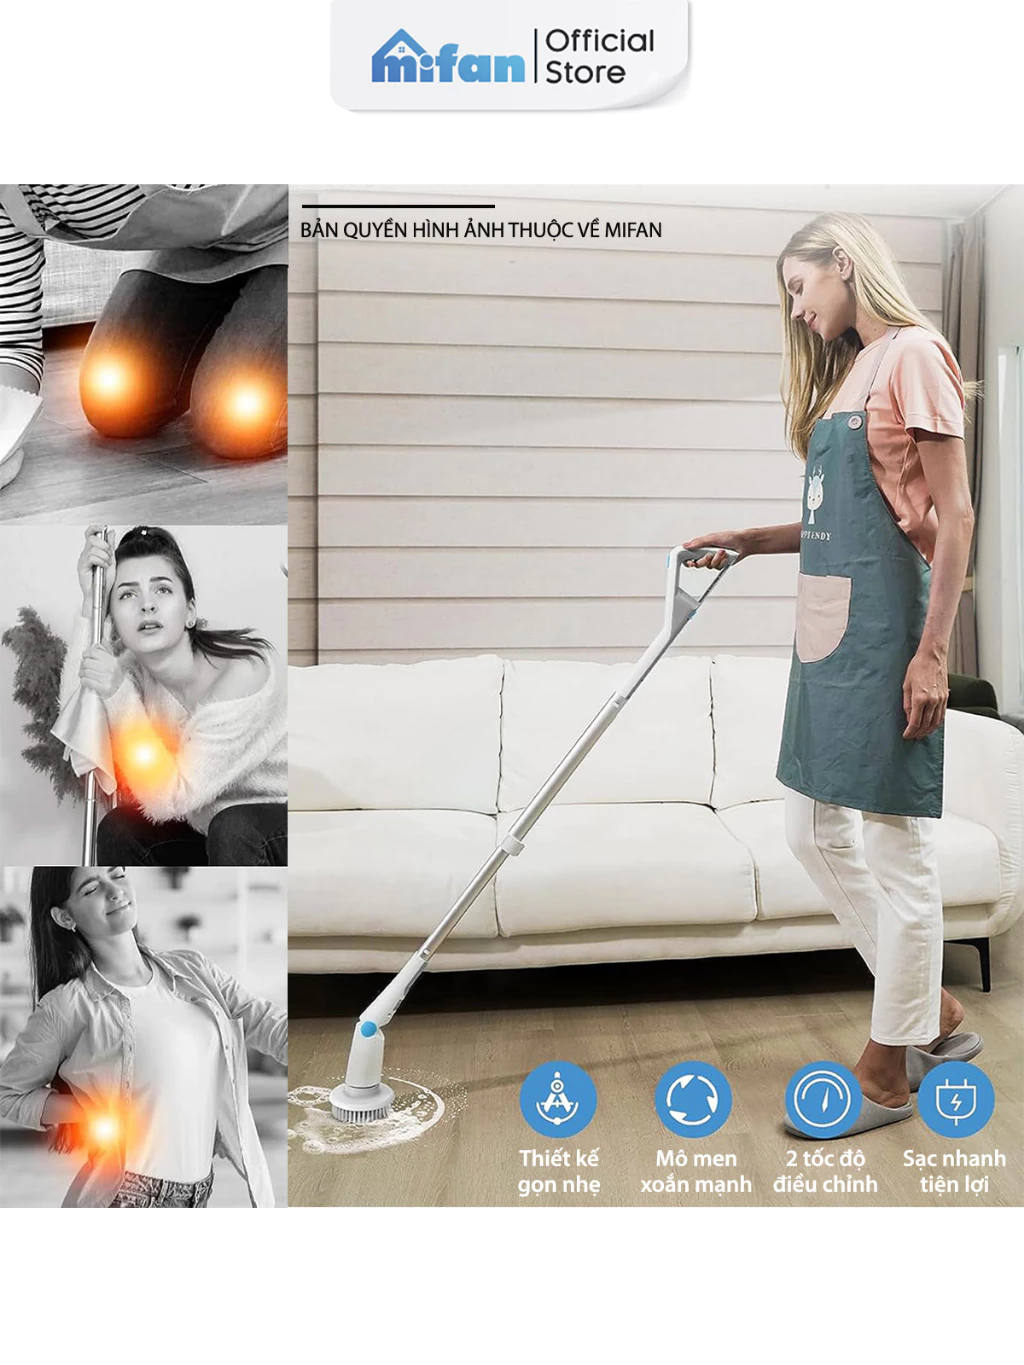 mifan
Official
Store
BẢN QUYỀN HÌNH ẢNH THUỘC VỀ MIFAN
Thiết kế
gọn nhẹ
Mô men
xoắn mạnh
2 tốc độ
điều chỉnh
Sạc nhanh
tiện lợi